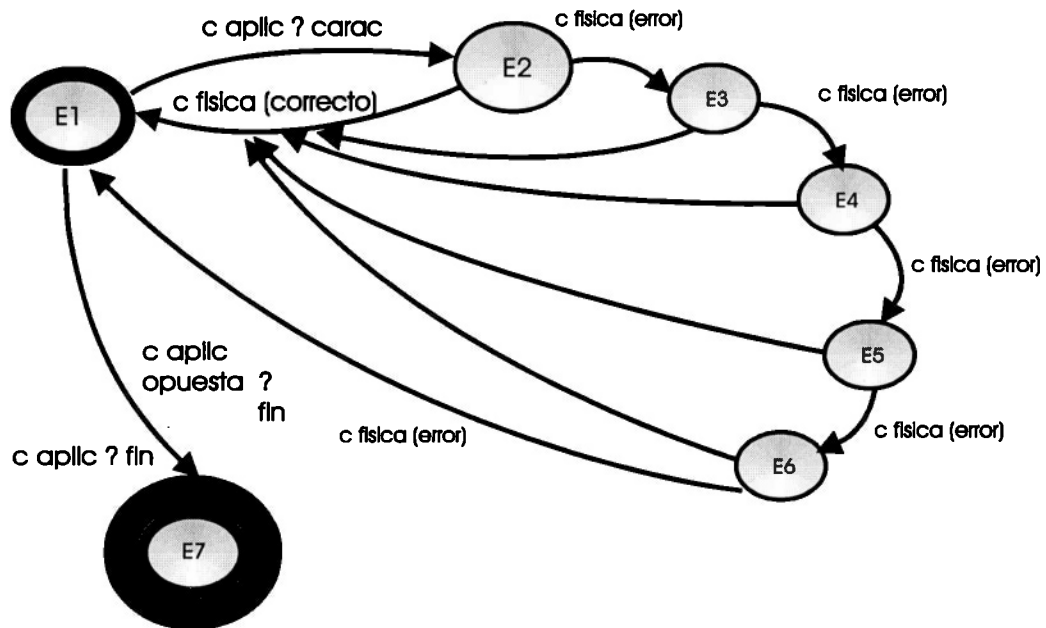 c aplic ? carac
c fisica (error)
E2
E3
c fisica (correcto)
c fisica (error)
E1
E4
c fisica (error)
E5
c aplic
opuesta ?
fin
c fisica (error)
c fisica (error)
c aplic ? fin
E6
E7